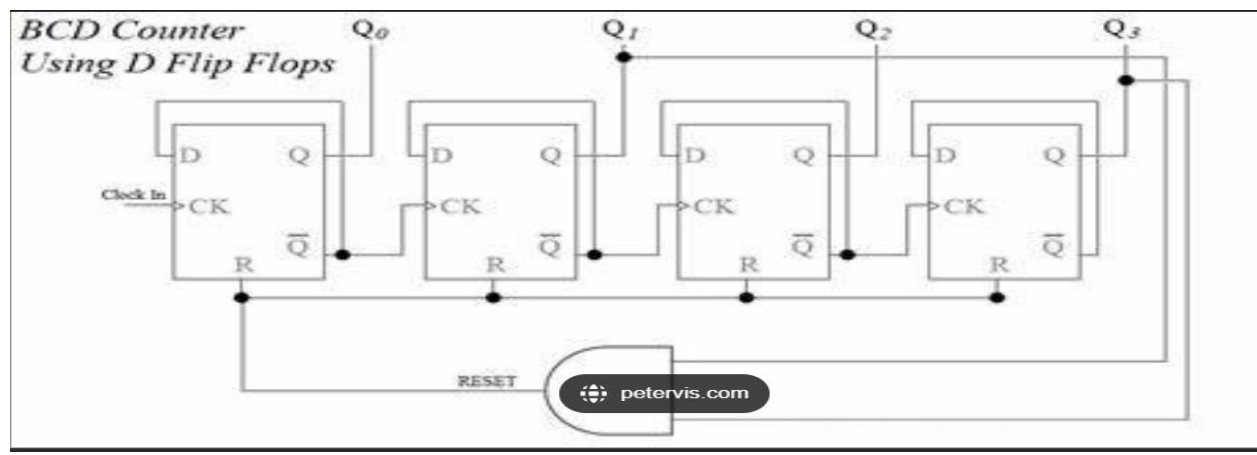 BCD Counter
Using D Flip Flops
Q0 Q1 Q2 Q3
D Q D Q D Q D Q
Clock In
CK CK CK CK
Q̅ Q̅ Q̅ Q̅
R R R R
RESET
petervis.com